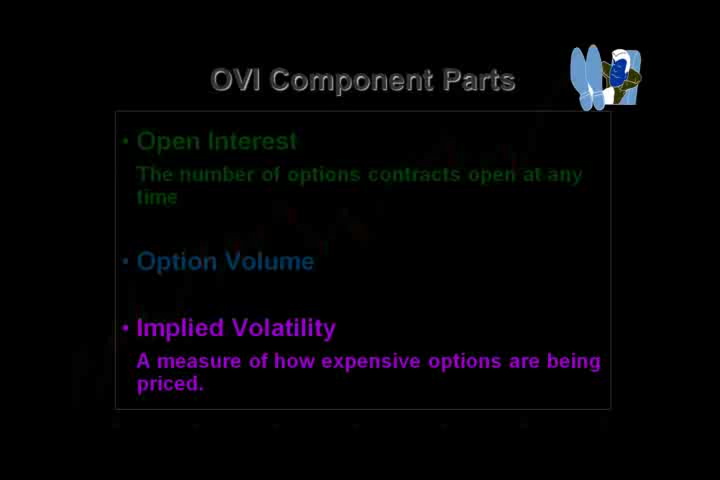 OVI Component Parts
• Open Interest
The number of options contracts open at any
time
• Option Volume
• Implied Volatility
A measure of how expensive options are being
priced.